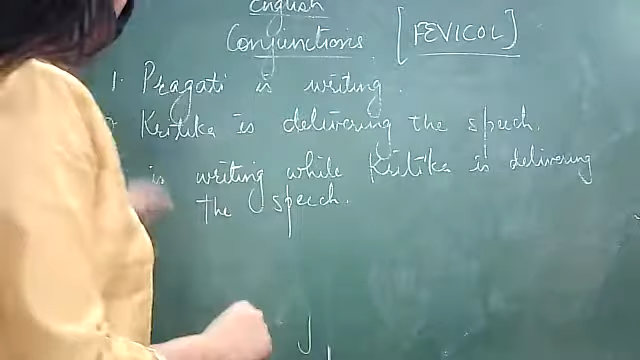 English
Conjunctions [FEVICOL]
1. Pragati is writing.
Kritika is delivering the speech.
is writing while Kritika is delivering
the speech.